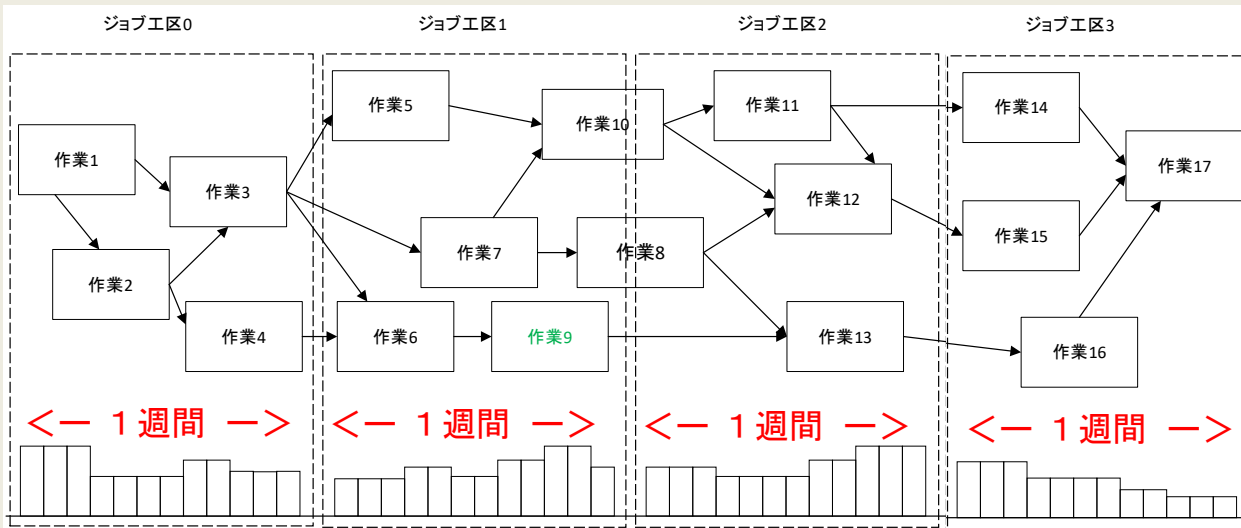 ジョブ工区0
ジョブ工区1
ジョブ工区2
ジョブ工区3
作業1
作業2
作業3
作業4
作業5
作業10
作業7
作業8
作業6
作業9
作業11
作業12
作業13
作業14
作業17
作業15
作業16
<ー 1週間 ー>
<ー 1週間 ー>
<ー 1週間 ー>
<ー 1週間 ー>